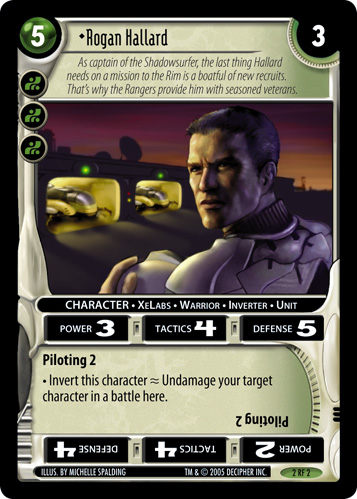 5
•Rogan Hallard
3
As captain of the Shadowsurfer, the last thing Hallard
needs on a mission to the Rim is a boatful of new recruits.
That's why the Rangers provide him with seasoned veterans.
CHARACTER • XELABS • WARRIOR • INVERTER • UNIT
POWER 3 TACTICS 4 DEFENSE 5
Piloting 2
• Invert this character ≈ Undamage your target
character in a battle here.
Piloting 2
POWER 2 TACTICS 4 DEFENSE 4
ILLUS. BY MICHELLE SPALDING TM & © 2005 DECIPHER INC. 2 RF 2